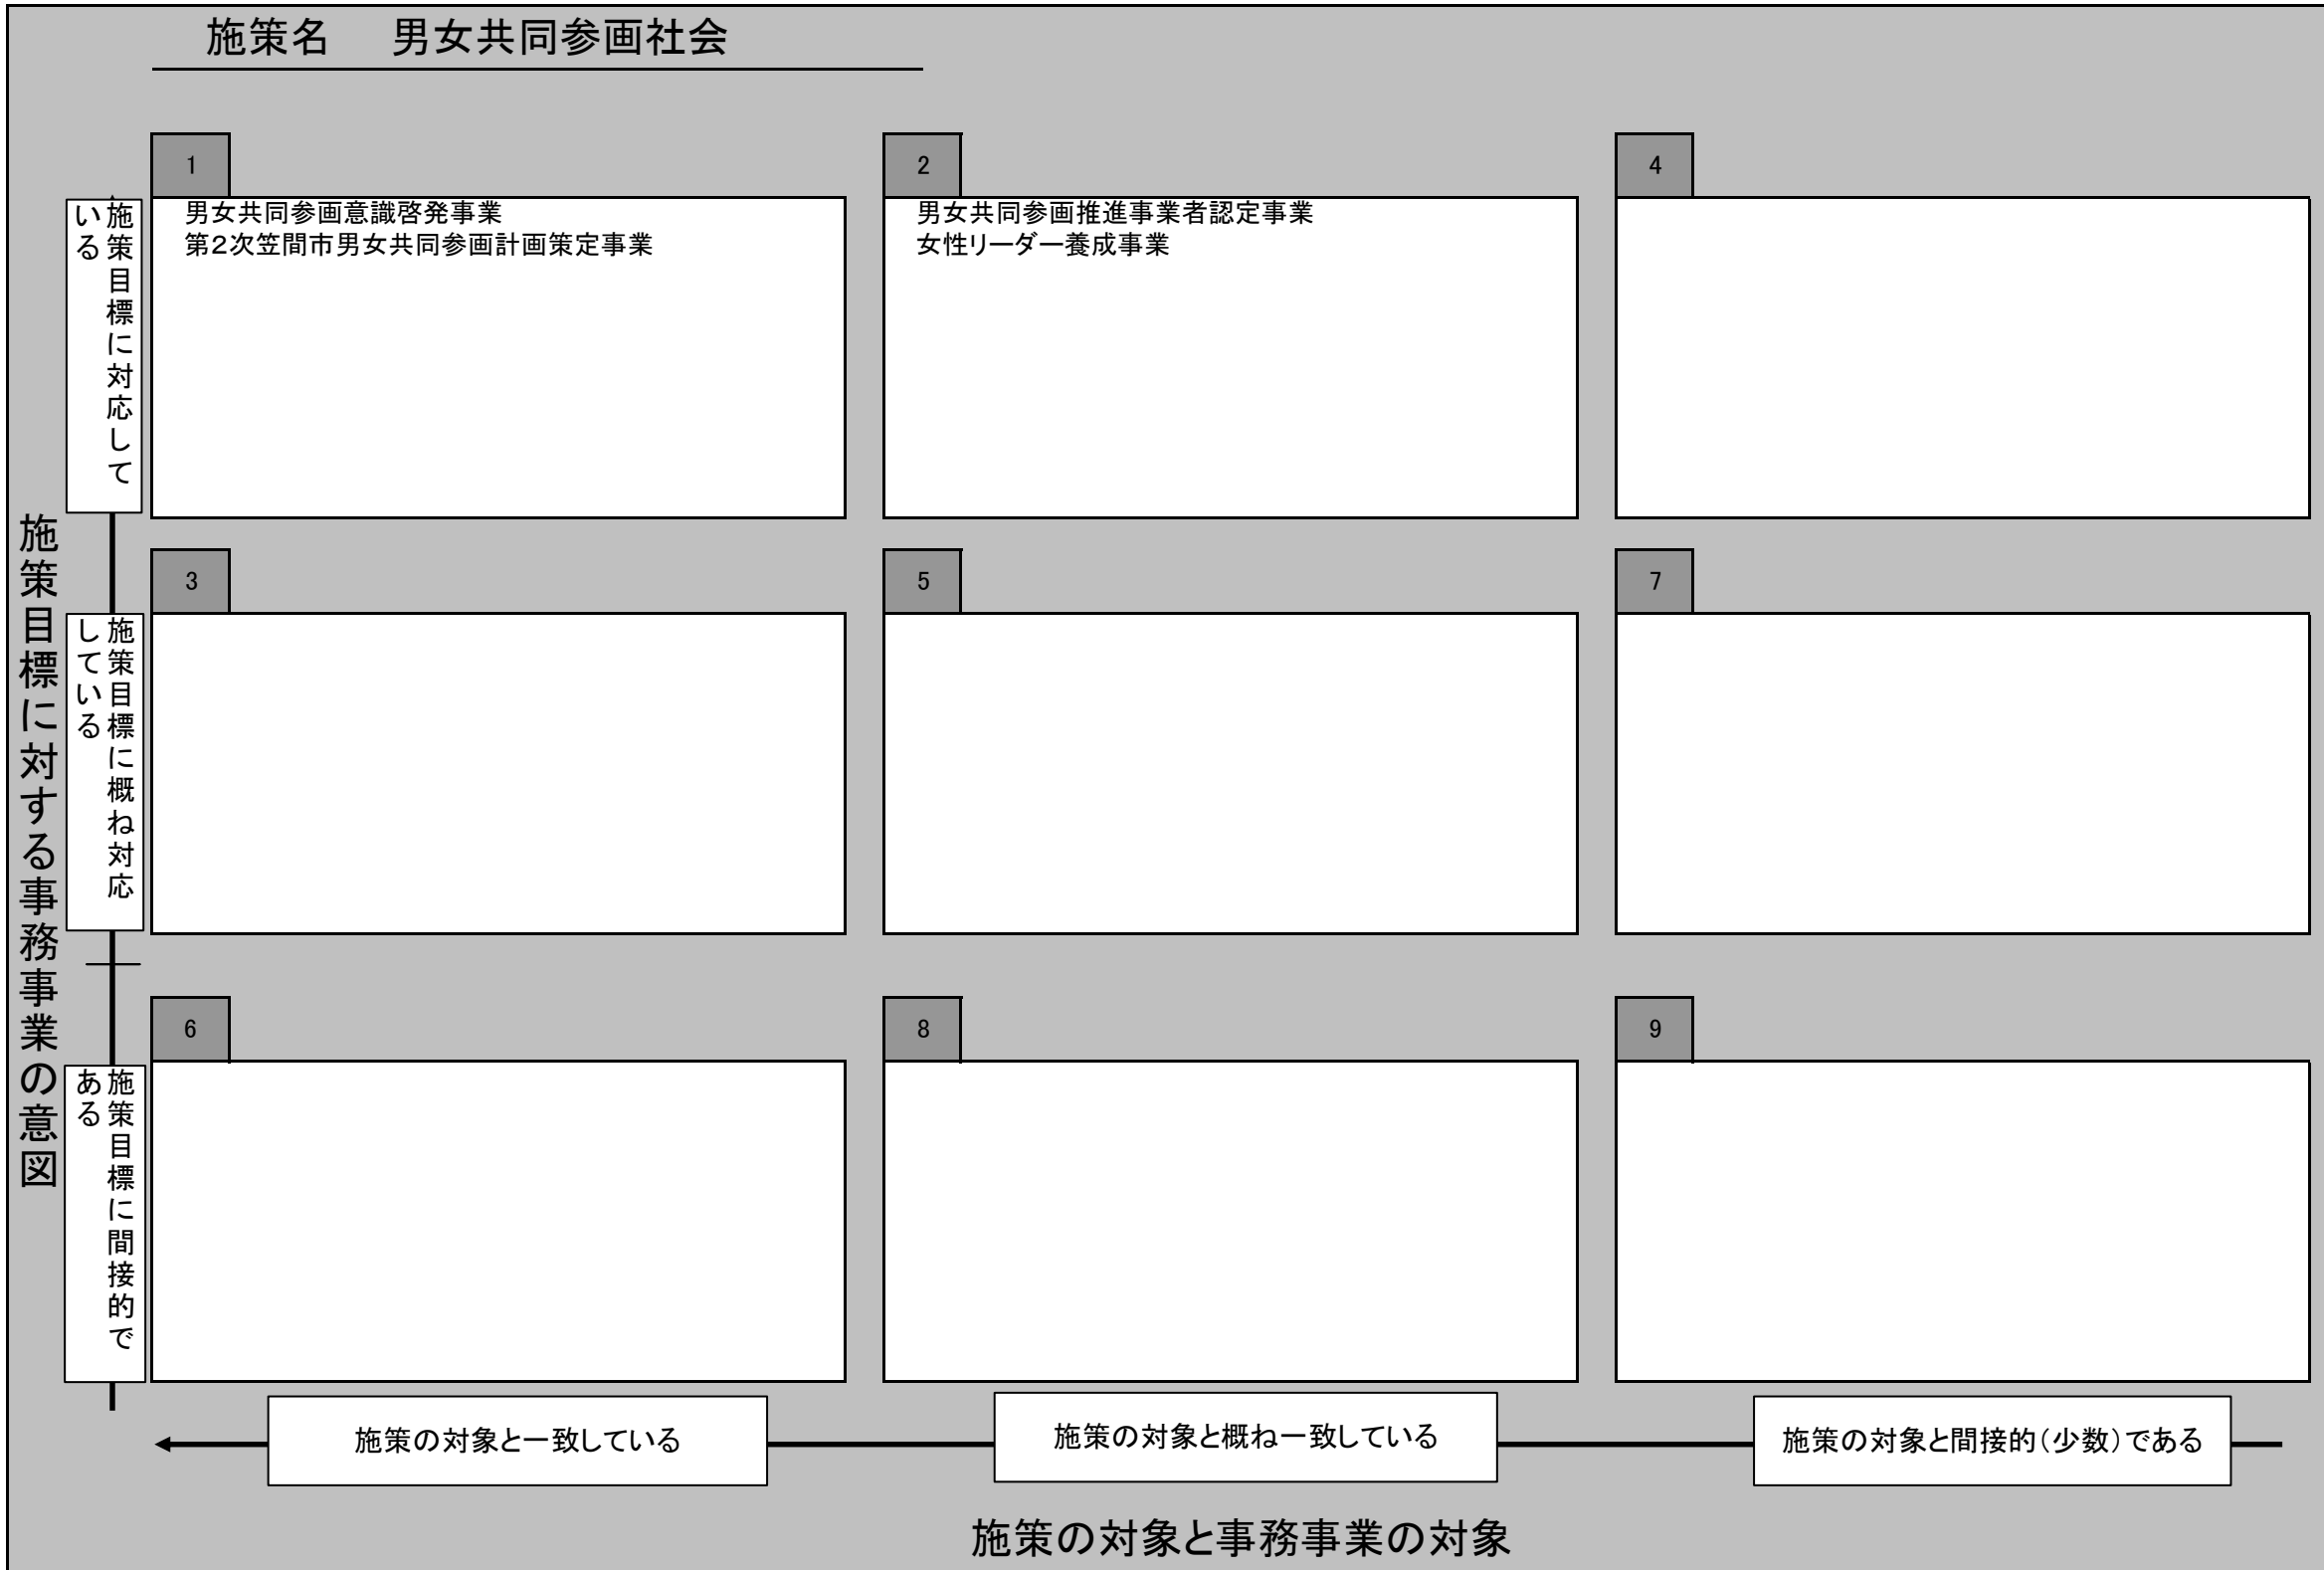 施策名　男女共同参画社会
1
男女共同参画意識啓発事業
第2次笠間市男女共同参画計画策定事業
2
男女共同参画推進事業者認定事業
女性リーダー養成事業
4
施策目標に対応して
いる
3
5
7
施策目標に概ね対応
している
施策目標に対する事務事業の意図
6
8
9
施策目標に間接的で
ある
施策の対象と一致している
施策の対象と概ね一致している
施策の対象と間接的(少数)である
施策の対象と事務事業の対象